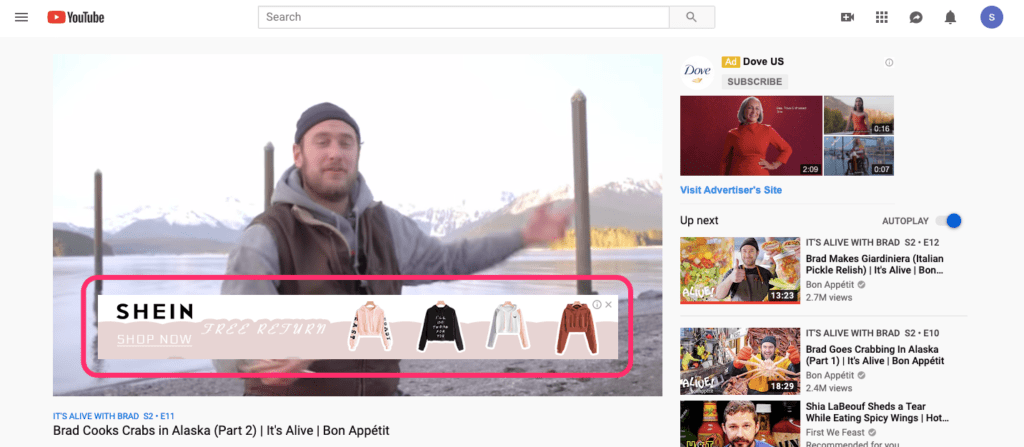 YouTube
Search
S
SHEIN
FREE RETURN
SHOP NOW
IT'S ALIVE WITH BRAD S2 • E11
Brad Cooks Crabs in Alaska (Part 2) | It's Alive | Bon Appétit
Dove
Ad Dove US
SUBSCRIBE
2:09
0:16
0:07
Visit Advertiser's Site
Up next
AUTOPLAY
ALIVE!
13:23
IT'S ALIVE WITH BRAD S2 • E12
Brad Makes Giardiniera (Italian
Pickle Relish) | It's Alive | Bon...
Bon Appétit
2.7M views
ALIVE!
18:29
IT'S ALIVE WITH BRAD S2 • E10
Brad Goes Crabbing In Alaska
(Part 1) | It's Alive | Bon Appétit
Bon Appétit
2.4M views
Shia LaBeouf Sheds a Tear
While Eating Spicy Wings | Hot...
First We Feast
Recommended for you